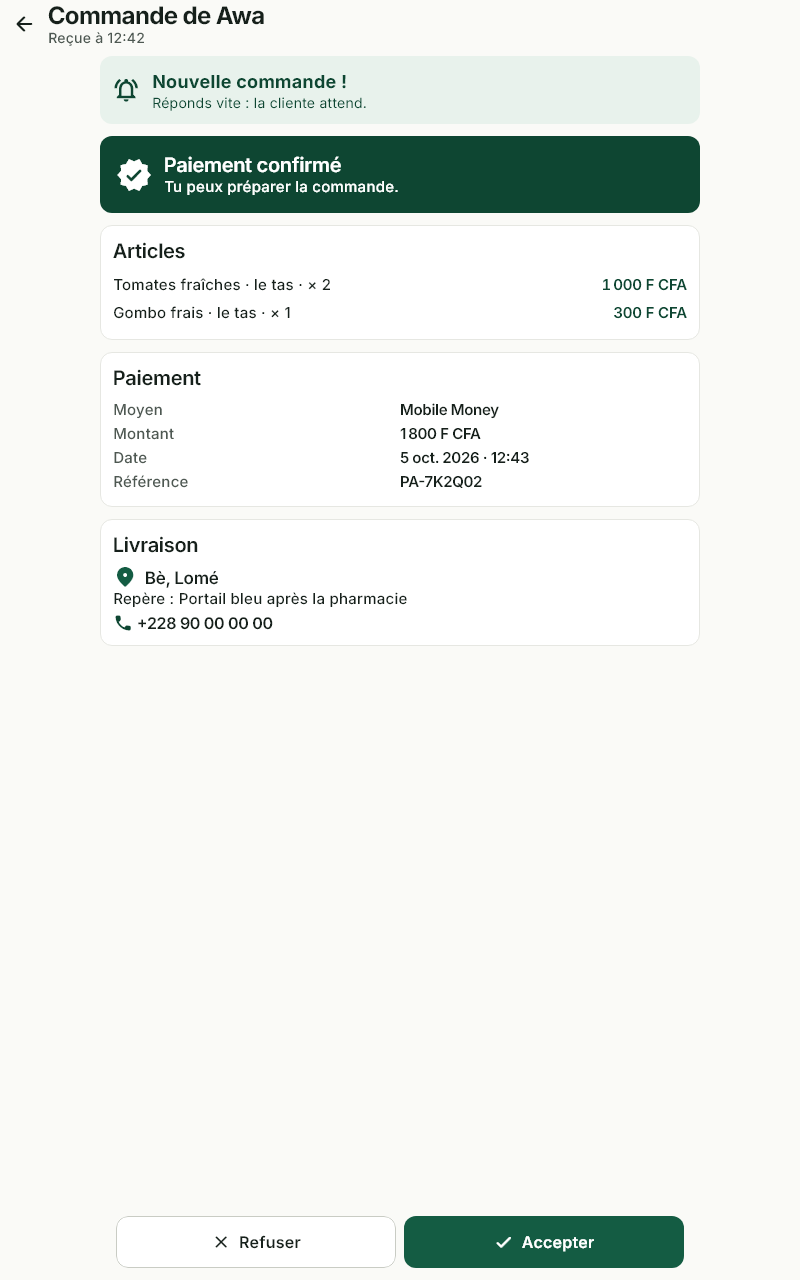 Commande de Awa
Reçue à 12:42
Nouvelle commande !
Réponds vite : la cliente attend.
Paiement confirmé
Tu peux préparer la commande.
Articles
Tomates fraîches · le tas · × 2 1 000 F CFA
Gombo frais · le tas · × 1 300 F CFA
Paiement
Moyen Mobile Money
Montant 1 800 F CFA
Date 5 oct. 2026 · 12:43
Référence PA-7K2Q02
Livraison
Bè, Lomé
Repère : Portail bleu après la pharmacie
+228 90 00 00 00
Refuser Accepter